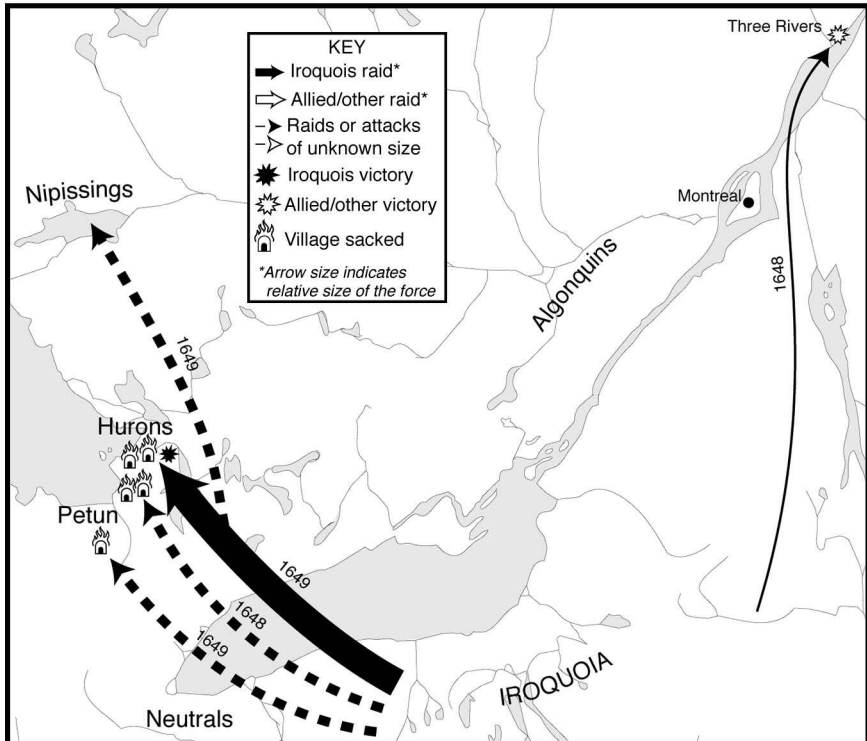 Three Rivers
KEY
Iroquois raid*
Allied/other raid*
Raids or attacks
of unknown size
Iroquois victory
Allied/other victory
Village sacked
*Arrow size indicates
relative size of the force
Nipissings
Montreal
Algonquins
1648
1649
Hurons
Petun
1649
1648
1649
IROQUOIA
Neutrals